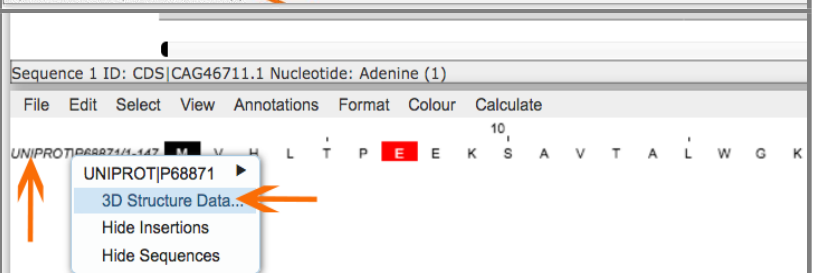 Sequence 1 ID: CDS|CAG46711.1 Nucleotide: Adenine (1)
File Edit Select View Annotations Format Colour Calculate
10
UNIPROT|P68871/1-147 M V H L T P E E K S A V T A L W G K
UNIPROT|P68871
3D Structure Data...
Hide Insertions
Hide Sequences